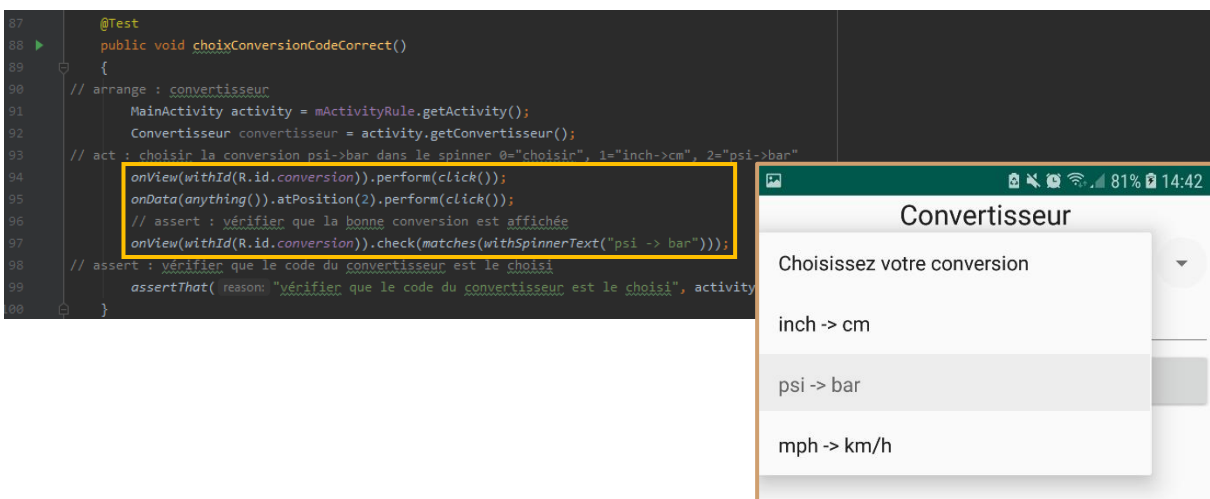 87 @Test
88 public void choixConversionCodeCorrect()
89 {
90 // arrange : convertisseur
91 MainActivity activity = mActivityRule.getActivity();
92 Convertisseur convertisseur = activity.getConvertisseur();
93 // act : choisir la conversion psi->bar dans le spinner 0="choisir", 1="inch->cm", 2="psi->bar"
94 onView(withId(R.id.conversion)).perform(click());
95 onData(anything()).atPosition(2).perform(click());
96 // assert : vérifier que la bonne conversion est affichée
97 onView(withId(R.id.conversion)).check(matches(withSpinnerText("psi -> bar")));
98 // assert : vérifier que le code du convertisseur est le choisi
99 assertThat( reason: "vérifier que le code du convertisseur est le choisi", activity
100 }
81% 14:42
Convertisseur
Choisissez votre conversion
inch -> cm
psi -> bar
mph -> km/h